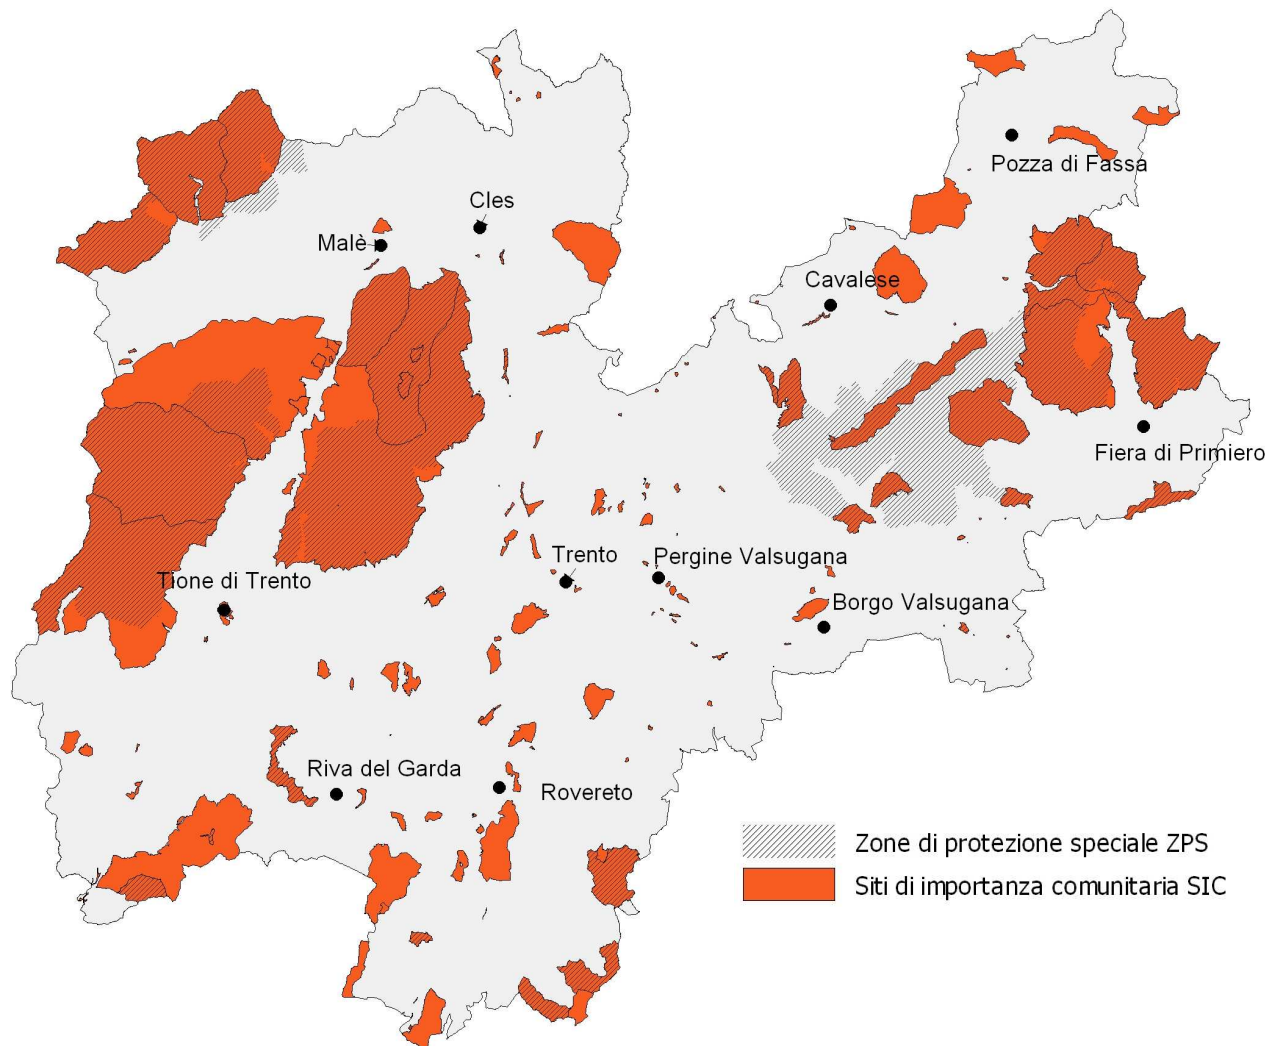 Pozza di Fassa
Cles
Malè
Cavalese
Fiera di Primiero
Trento
Pergine Valsugana
Tione di Trento
Borgo Valsugana
Riva del Garda
Rovereto
Zone di protezione speciale ZPS
Siti di importanza comunitaria SIC